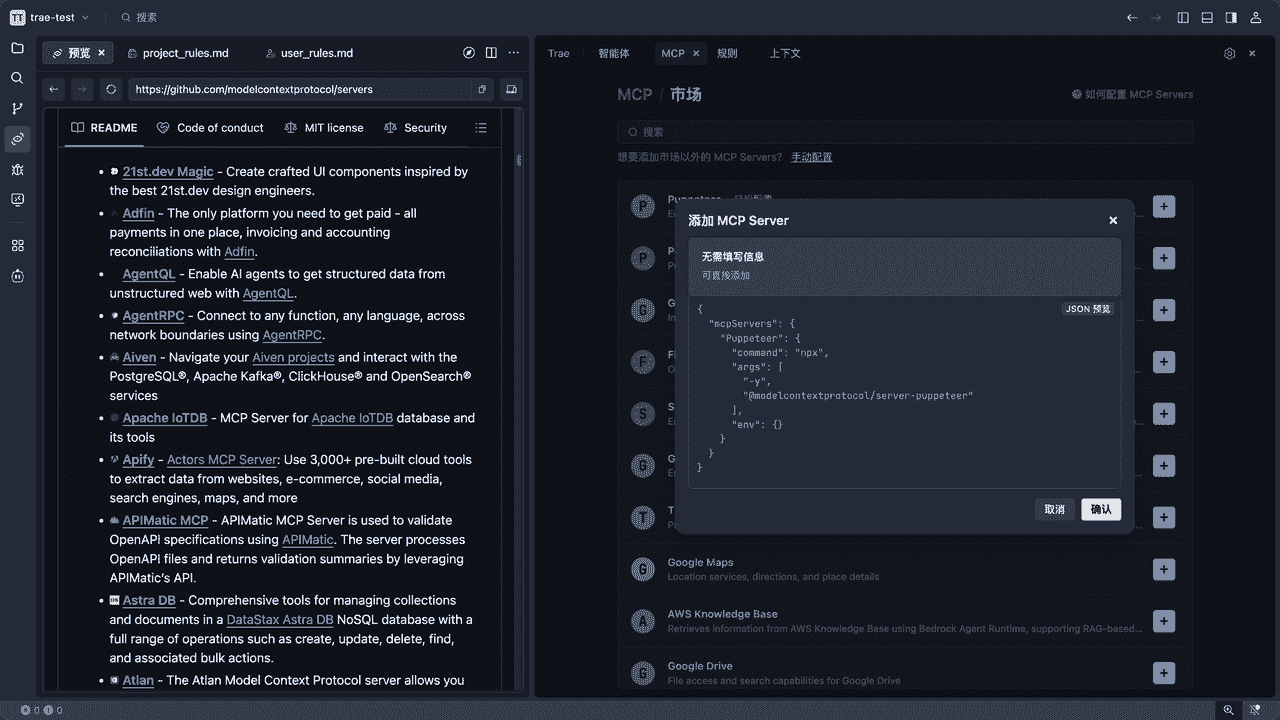 trae-test
搜索
预览
project_rules.md
user_rules.md
https://github.com/modelcontextprotocol/servers
README
Code of conduct
MIT license
Security
21st.dev Magic - Create crafted UI components inspired by
the best 21st.dev design engineers.
Adfin - The only platform you need to get paid - all
payments in one place, invoicing and accounting
reconciliations with Adfin.
AgentQL - Enable AI agents to get structured data from
unstructured web with AgentQL.
AgentRPC - Connect to any function, any language, across
network boundaries using AgentRPC.
Aiven - Navigate your Aiven projects and interact with the
PostgreSQL®, Apache Kafka®, ClickHouse® and OpenSearch®
services
Apache IoTDB - MCP Server for Apache IoTDB database and
its tools
Apify - Actors MCP Server: Use 3,000+ pre-built cloud tools
to extract data from websites, e-commerce, social media,
search engines, maps, and more
APIMatic MCP - APIMatic MCP Server is used to validate
OpenAPI specifications using APIMatic. The server processes
OpenAPI files and returns validation summaries by leveraging
APIMatic's API.
Astra DB - Comprehensive tools for managing collections
and documents in a DataStax Astra DB NoSQL database with a
full range of operations such as create, update, delete, find,
and associated bulk actions.
Atlan - The Atlan Model Context Protocol server allows you
Trae
智能体
MCP
规则
上下文
MCP / 市场
如何配置 MCP Servers
搜索
想要添加市场以外的 MCP Servers? 手动配置
添加 MCP Server
无需填写信息
可直接添加
JSON 预览
{
"mcpServers": {
"Puppeteer": {
"command": "npx",
"args": [
"-y",
"@modelcontextprotocol/server-puppeteer"
],
"env": {}
}
}
}
取消
确认
Google Maps
Location services, directions, and place details
AWS Knowledge Base
Retrieves information from AWS Knowledge Base using Bedrock Agent Runtime, supporting RAG-based...
Google Drive
File access and search capabilities for Google Drive
0
0